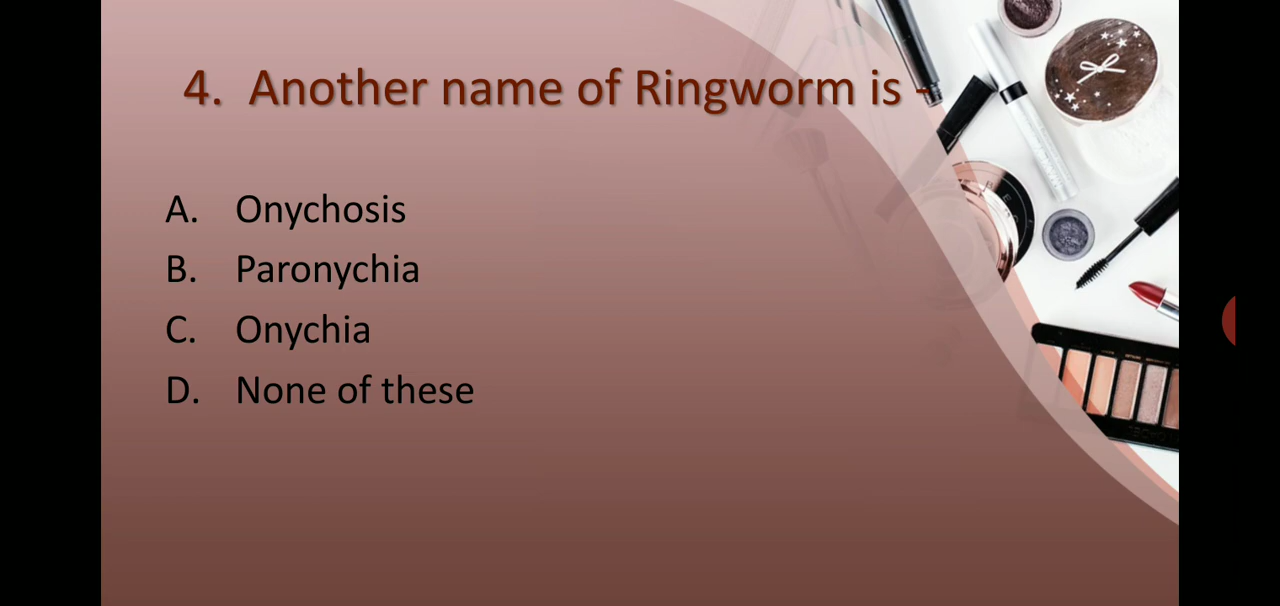 4. Another name of Ringworm is -
A. Onychosis
B. Paronychia
C. Onychia
D. None of these